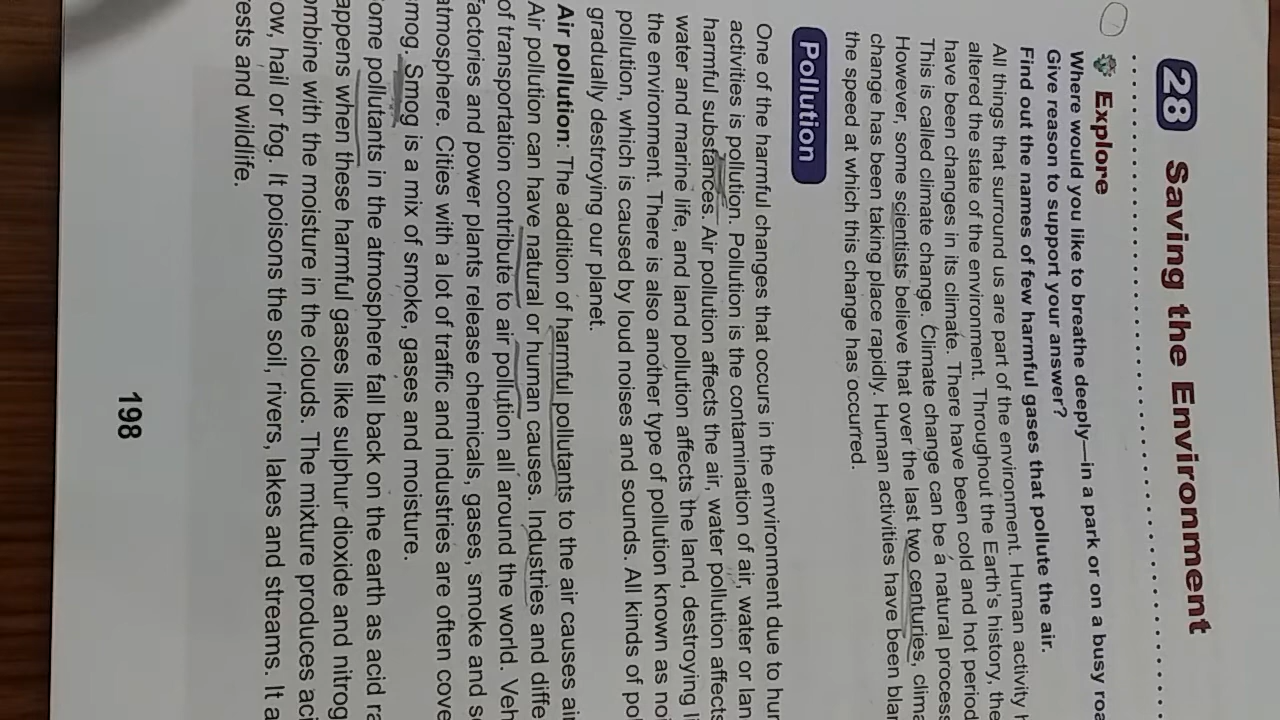 28 Saving the Environment
Explore
Where would you like to breathe deeply—in a park or on a busy
Give reason to support your answer?
Find out the names of few harmful gases that pollute the air.
All things that surround us are part of the environment. Human activity
altered the state of the environment. Throughout the Earth's history, the
have been changes in its climate. There have been cold and hot period
This is called climate change. Climate change can be a natural process
However, some scientists believe that over the last two centuries, clima
change has been taking place rapidly. Human activities have been blar
the speed at which this change has occurred.
Pollution
One of the harmful changes that occurs in the environment due to hur
activities is pollution. Pollution is the contamination of air, water or lan
harmful substances. Air pollution affects the air, water pollution affects
water and marine life, and land pollution affects the land, destroying li
the environment. There is also another type of pollution known as noi
pollution, which is caused by loud noises and sounds. All kinds of pol
gradually destroying our planet.
Air pollution: The addition of harmful pollutants to the air causes air
Air pollution can have natural or human causes. Industries and diffe
of transportation contribute to air pollution all around the world. Veh
factories and power plants release chemicals, gases, smoke and s
atmosphere. Cities with a lot of traffic and industries are often cove
smog. Smog is a mix of smoke, gases and moisture.
ome pollutants in the atmosphere fall back on the earth as acid ra
appens when these harmful gases like sulphur dioxide and nitrog
ombine with the moisture in the clouds. The mixture produces aci
ow, hail or fog. It poisons the soil, rivers, lakes and streams. It a
ests and wildlife.
198